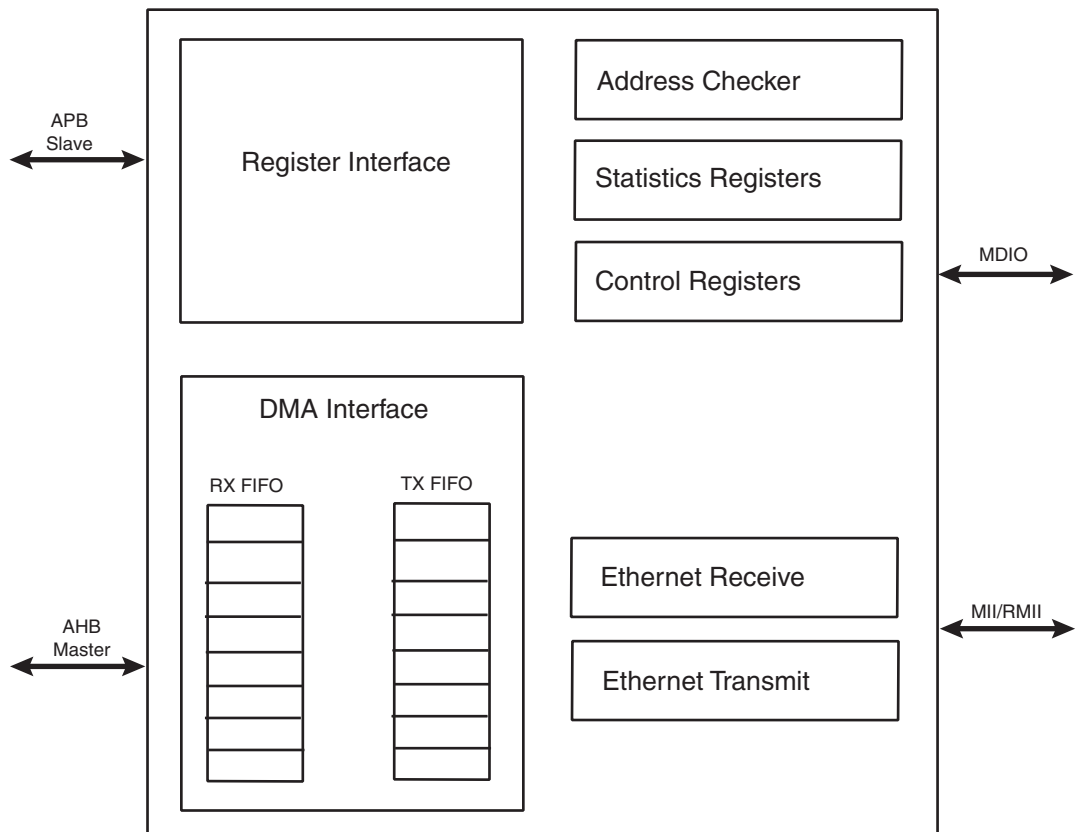 APB
Slave
Register Interface
Address Checker
Statistics Registers
Control Registers
MDIO
DMA Interface
RX FIFO
TX FIFO
AHB
Master
Ethernet Receive
Ethernet Transmit
MII/RMII